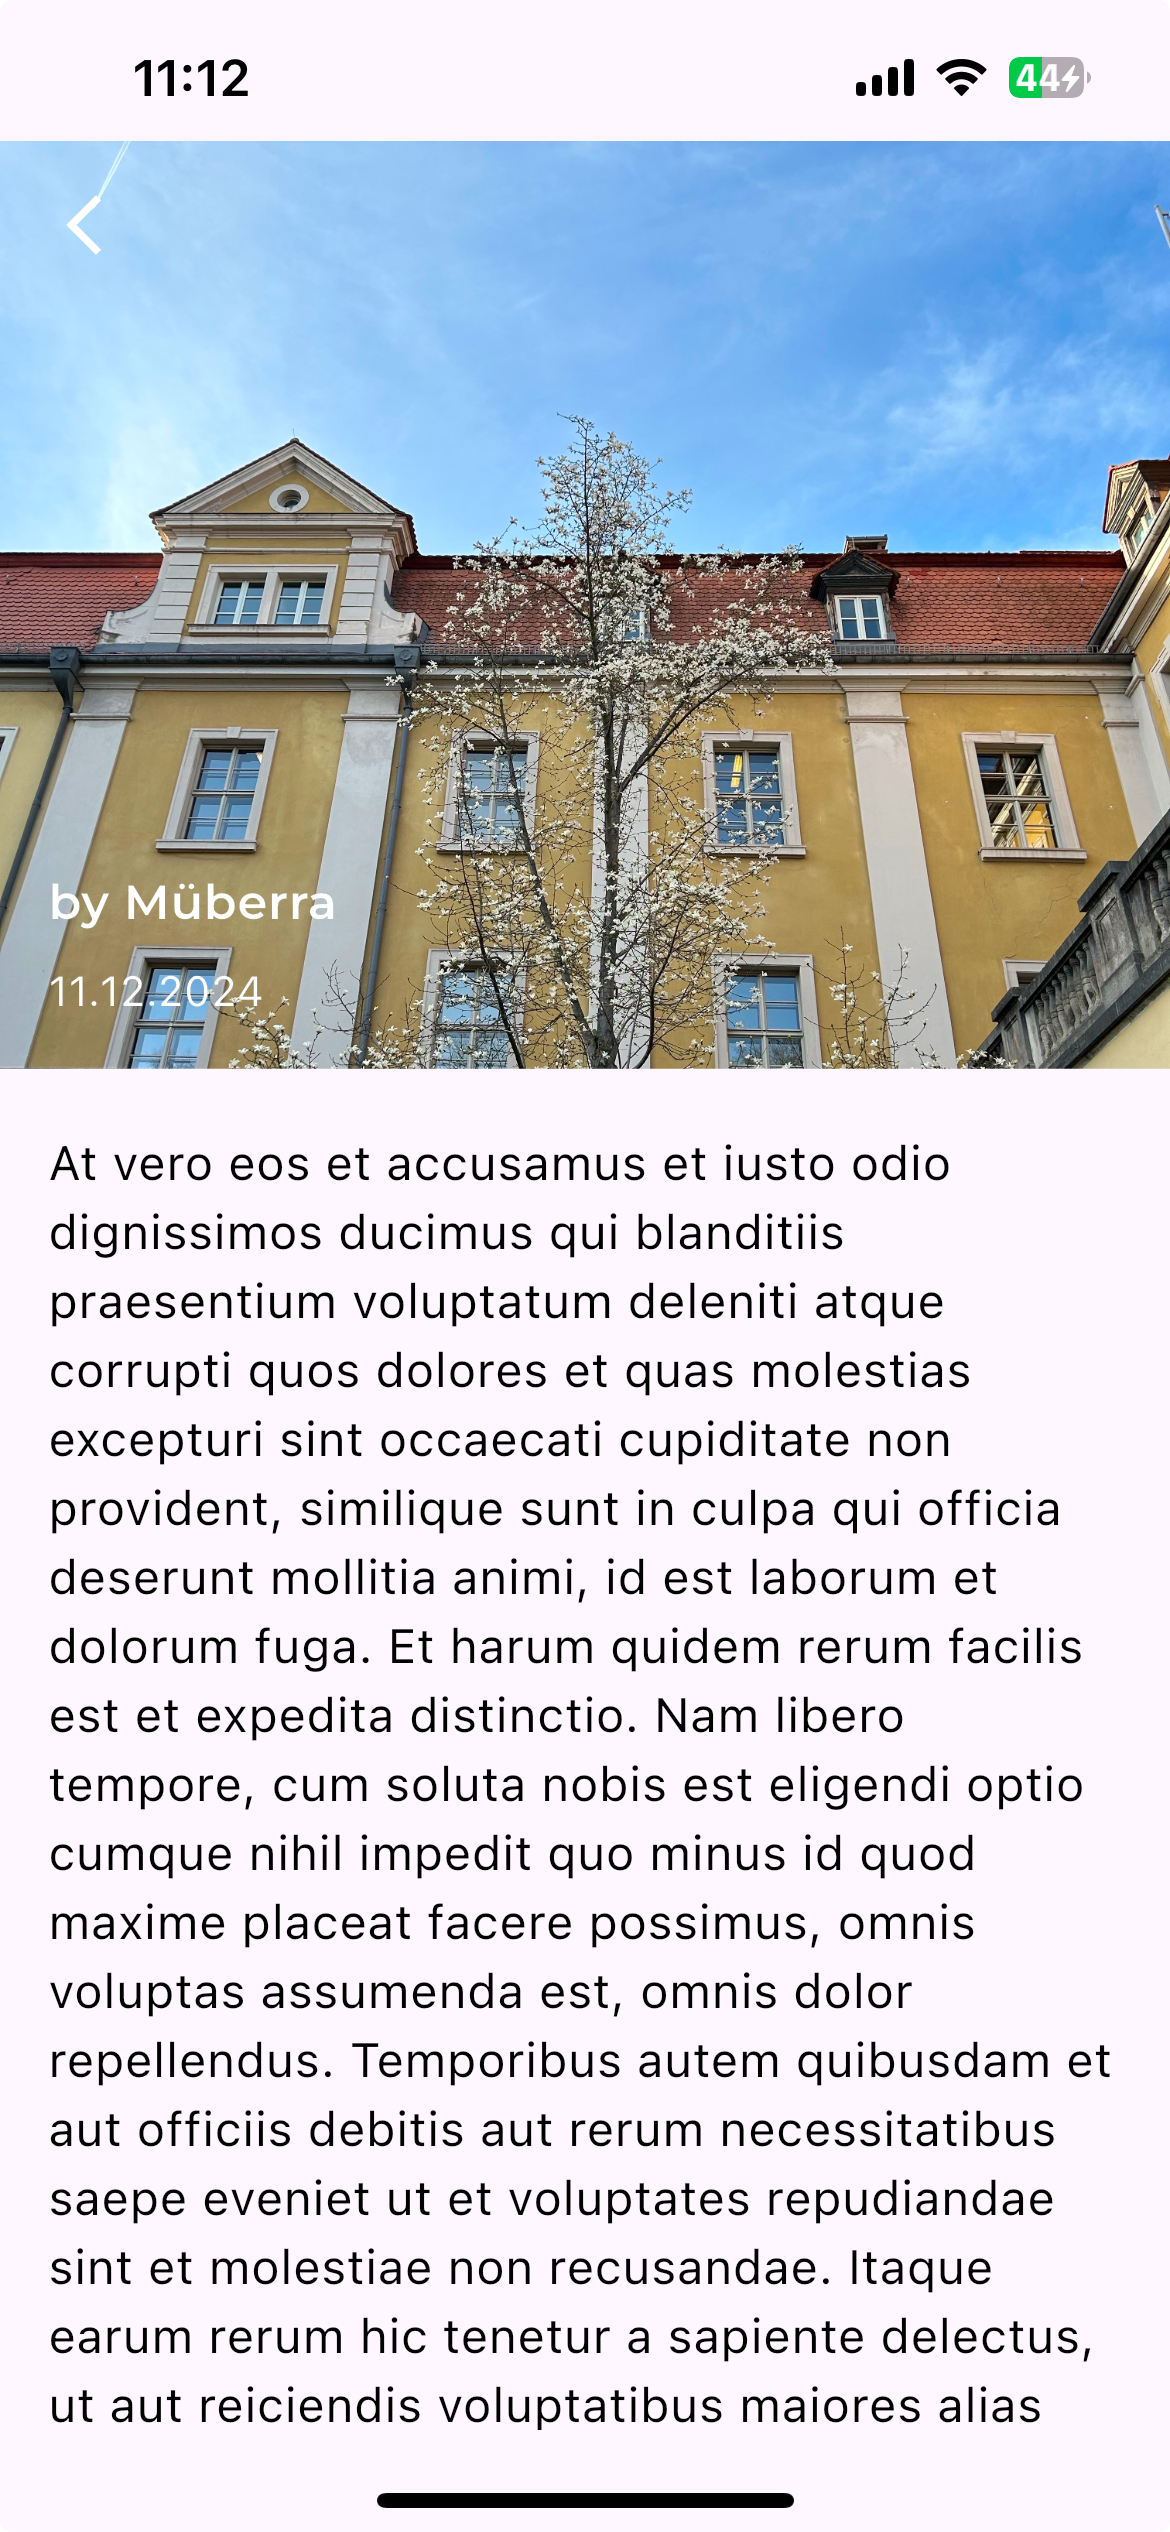 11:12
44
by Müberra
11.12.2024
At vero eos et accusamus et iusto odio
dignissimos ducimus qui blanditiis
praesentium voluptatum deleniti atque
corrupti quos dolores et quas molestias
excepturi sint occaecati cupiditate non
provident, similique sunt in culpa qui officia
deserunt mollitia animi, id est laborum et
dolorum fuga. Et harum quidem rerum facilis
est et expedita distinctio. Nam libero
tempore, cum soluta nobis est eligendi optio
cumque nihil impedit quo minus id quod
maxime placeat facere possimus, omnis
voluptas assumenda est, omnis dolor
repellendus. Temporibus autem quibusdam et
aut officiis debitis aut rerum necessitatibus
saepe eveniet ut et voluptates repudiandae
sint et molestiae non recusandae. Itaque
earum rerum hic tenetur a sapiente delectus,
ut aut reiciendis voluptatibus maiores alias